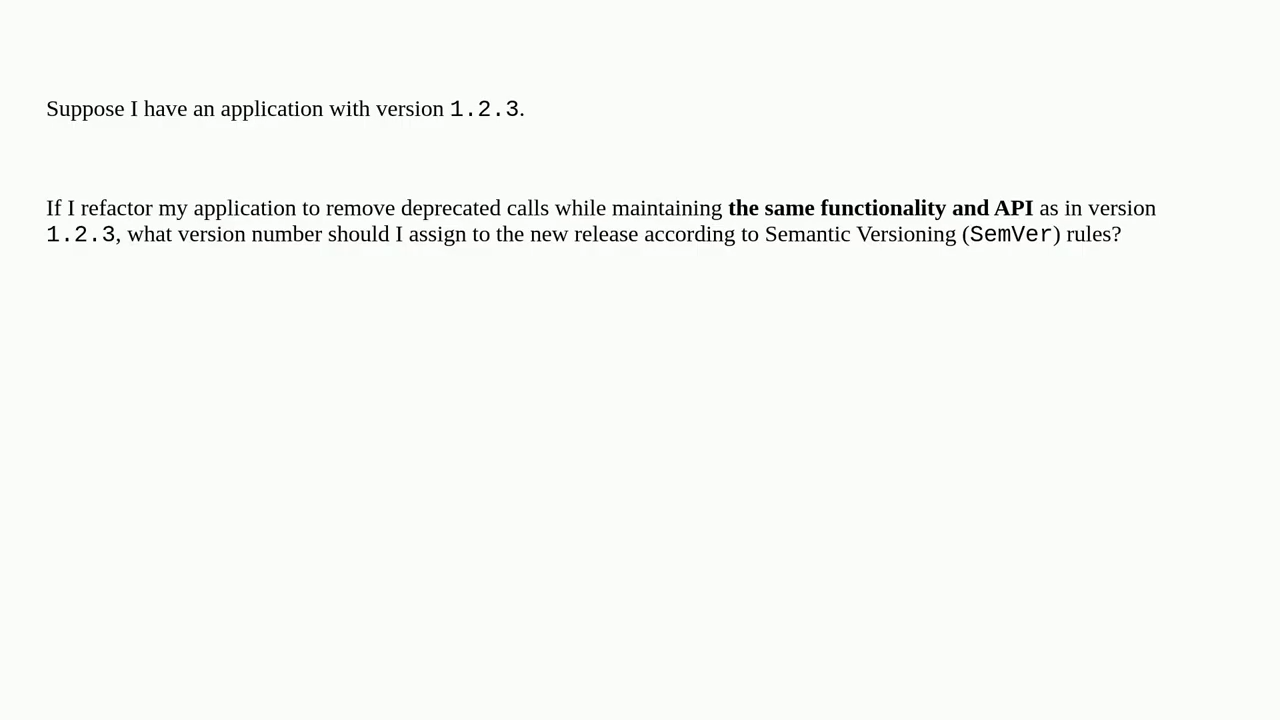 Suppose I have an application with version 1.2.3.
If I refactor my application to remove deprecated calls while maintaining the same functionality and API as in version
1.2.3, what version number should I assign to the new release according to Semantic Versioning (SemVer) rules?